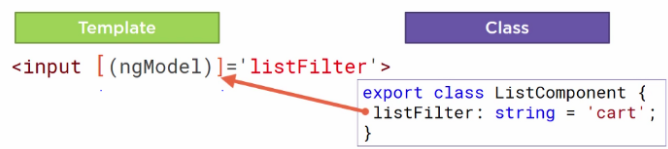 Template
Class
<input [(ngModel)]='listFilter'>
export class ListComponent {
listFilter: string = 'cart';
}